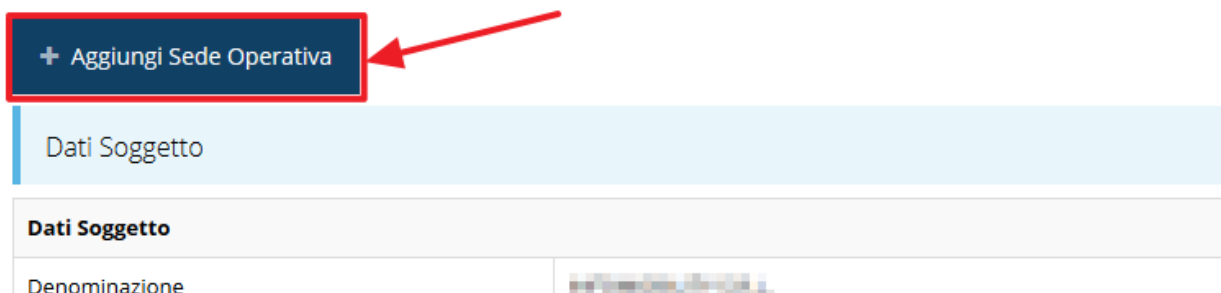 + Aggiungi Sede Operativa
Dati Soggetto
Dati Soggetto
Denominazione